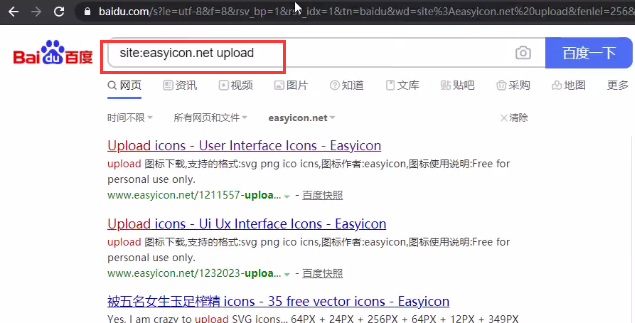 baidu.com/s?ie=utf-8&f=8&rsv_bp=1&rsv_idx=1&tn=baidu&wd=site%3Aeasyicon.net%20upload&fenlei=256&
Bai du 百度
site:easyicon.net upload
百度一下
网页 资讯 视频 图片 知道 文库 贴吧 采购 地图 更多
时间不限 所有网页和文件 easyicon.net 清除
Upload icons - User Interface Icons - Easyicon
upload 图标下载,支持的格式:svg png ico icns,图标作者:easyicon,图标使用说明:Free for
personal use only.
www.easyicon.net/1211557-uploa... - 百度快照
Upload icons - Ui Ux Interface Icons - Easyicon
upload 图标下载,支持的格式:svg png ico icns,图标作者:easyicon,图标使用说明:Free for
personal use only.
www.easyicon.net/1232023-uploa... - 百度快照
被五名女生玉足榨精 icons - 35 free vector icons - Easyicon
Yes, I am crazy to upload SVG icons... 64PX + 24PX + 256PX + 64PX + 12PX + 349PX